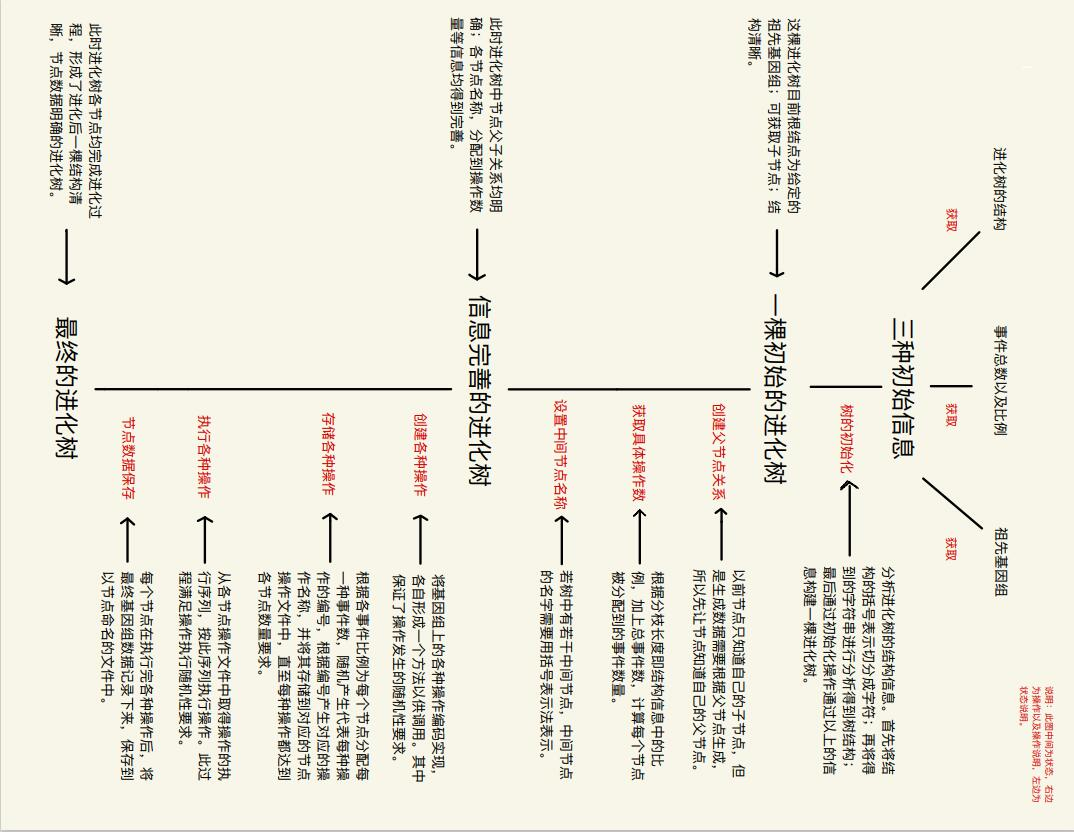 说明：此图中间为状态，右边
为操作以及操作说明，左边为
状态说明。
进化树的结构
事件总数以及比例
祖先基因组
获取
获取
获取
三种初始信息
树的初始化
分析进化树的结构信息。首先将结
构的括号表示切分成字符；再将得
到的字符串进行分析得到树结构；
最后通过初始化操作通过以上的信
息构建一棵进化树。
这棵进化树目前根结点为给定的
祖先基因组；可获取子节点；结
构清晰。
一棵初始的进化树
创建父节点关系
以前节点只知道自己的子节点，但
是生成数据需要根据父节点生成，
所以先让节点知道自己的父节点。
获取具体操作数
根据分枝长度即结构信息中的比
例，加上总事件数，计算每个节点
被分配到的事件数量。
设置中间节点名称
若树中有若干中间节点，中间节点
的名字需要用括号表示法表示。
此时进化树中节点父子关系均明
确；各节点名称，分配到操作数
量等信息均得到完善。
信息完善的进化树
创建各种操作
将基因组上的各种操作编码实现，
各自形成一个方法以供调用。其中
保证了操作发生的随机性要求。
存储各种操作
根据各事件比例为每个节点分配每
一种事件数，随机产生代表每种操
作的编号，根据编号产生对应的操
作名称，并将其存储到对应的节点
操作文件中，直至每种操作都达到
各节点数量要求。
执行各种操作
从各节点操作文件中取得操作的执
行序列，按此序列执行操作。此过
程满足操作执行随机性要求。
节点数据保存
每个节点在执行完各种操作后，将
最终基因组数据记录下来，保存到
以节点命名的文件中。
此时进化树各节点均完成进化过
程，形成了进化后一棵结构清
晰，节点数据明确的进化树。
最终的进化树